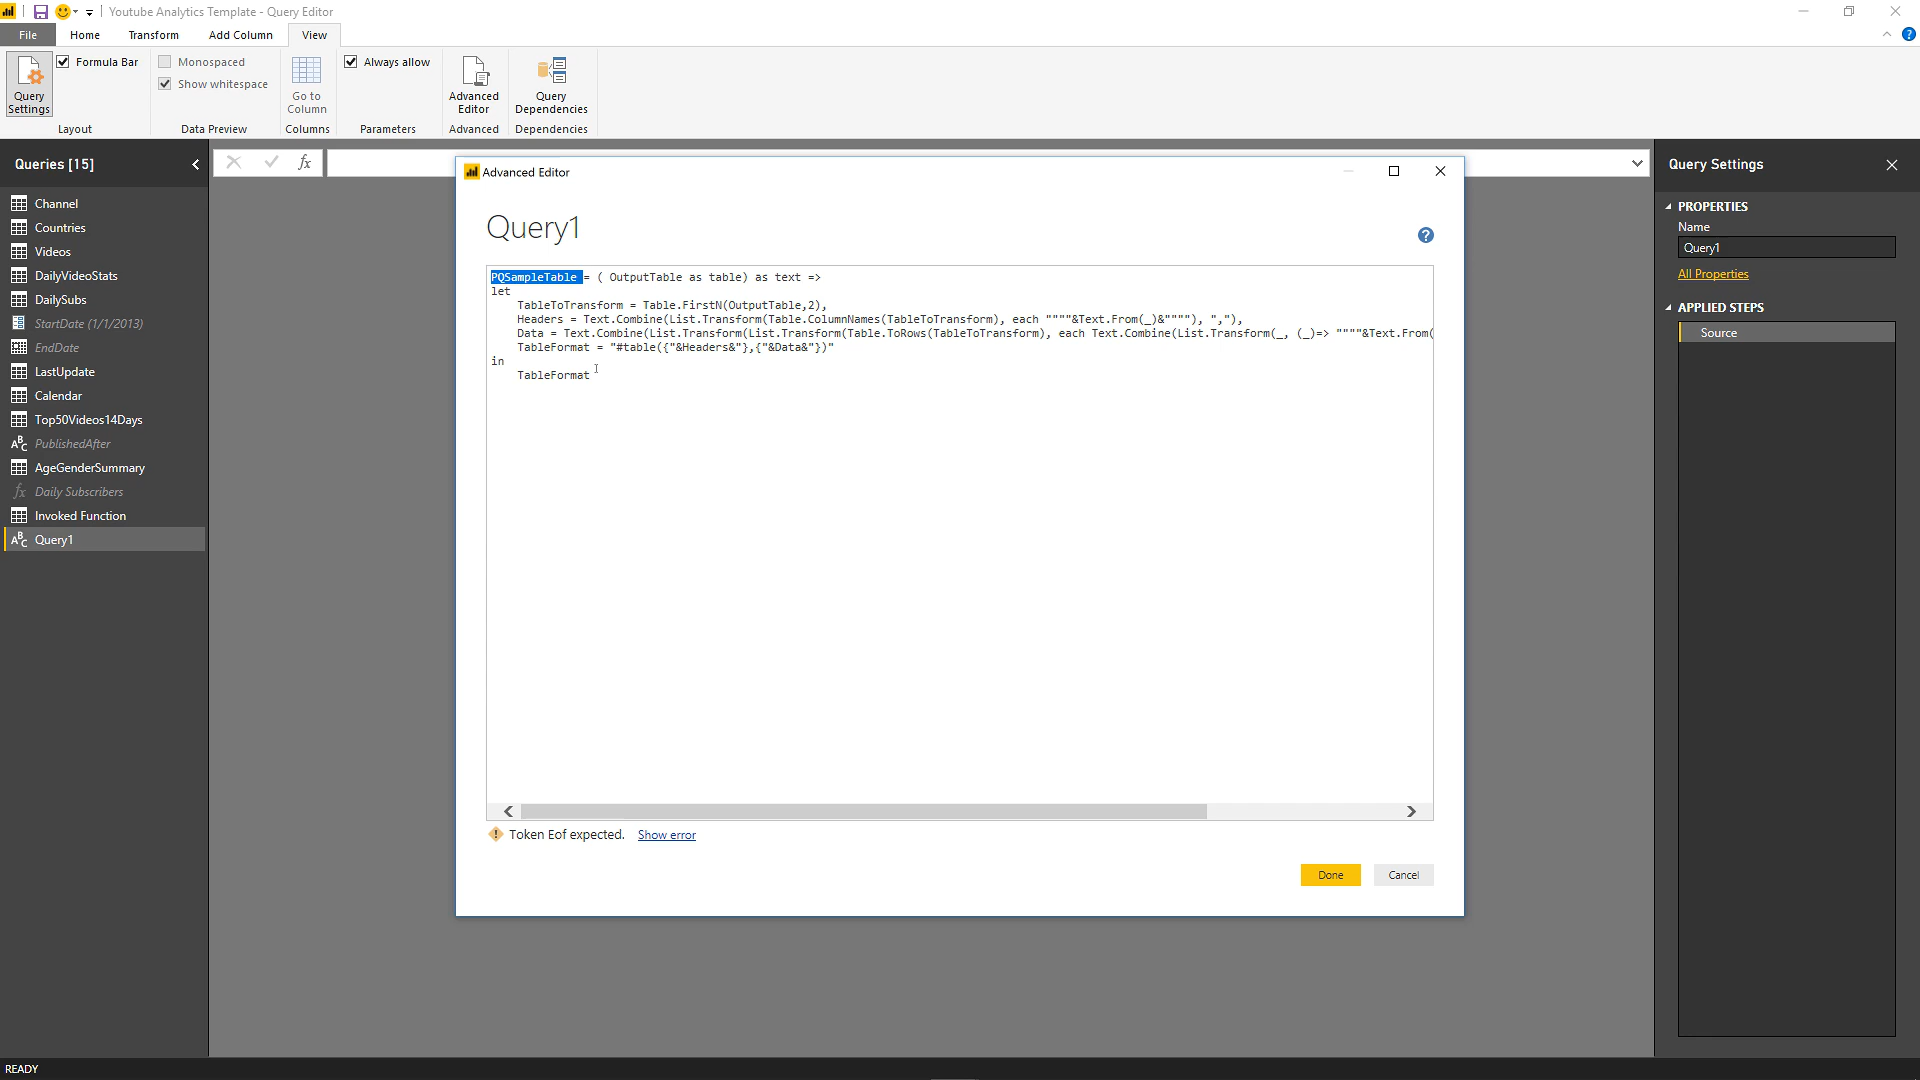 Youtube Analytics Template - Query Editor
File Home Transform Add Column View
Query Settings
Formula Bar
Monospaced
Show whitespace
Go to Column
Always allow
Advanced Editor
Query Dependencies
Layout Data Preview Columns Parameters Advanced Dependencies
Queries [15]
Channel
Countries
Videos
DailyVideoStats
DailySubs
StartDate (1/1/2013)
EndDate
LastUpdate
Calendar
Top50Videos14Days
PublishedAfter
AgeGenderSummary
Daily Subscribers
Invoked Function
Query1
fx
Advanced Editor
Query1
PQSampleTable = ( OutputTable as table) as text =>
let
TableToTransform = Table.FirstN(OutputTable,2),
Headers = Text.Combine(List.Transform(Table.ColumnNames(TableToTransform), each """"&Text.From(_)&""""), ","),
Data = Text.Combine(List.Transform(List.Transform(Table.ToRows(TableToTransform), each Text.Combine(List.Transform(_, (_)=> """"&Text.From(
TableFormat = "#table({"&Headers&"},{"&Data&"})"
in
TableFormat
Token Eof expected. Show error
Done Cancel
Query Settings
PROPERTIES
Name
Query1
All Properties
APPLIED STEPS
Source
READY